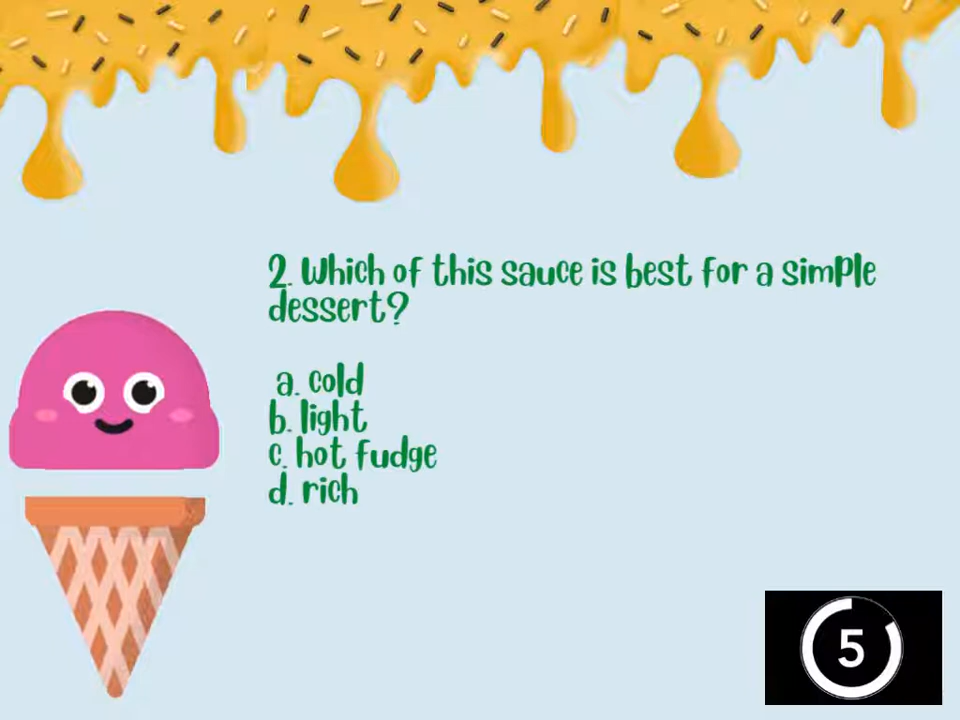 2. Which of this sauce is best for a simple
dessert?
a. cold
b. light
c. hot fudge
d. rich
5